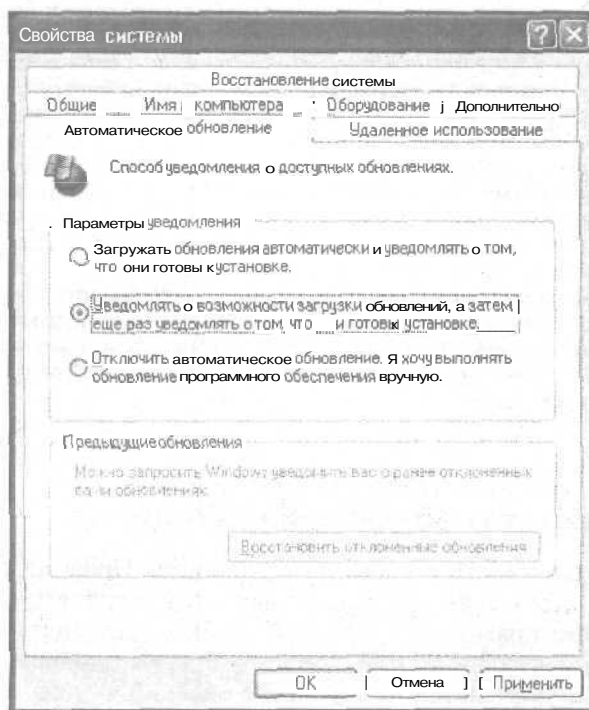 Свойства системы
Восстановление системы
Общие Имя компьютера Оборудование Дополнительно
Автоматическое обновление Удаленное использование
Способ уведомления о доступных обновлениях.
Параметры уведомления
Загружать обновления автоматически и уведомлять о том,
что они готовы к установке.
Уведомлять о возможности загрузки обновлений, а затем
еще раз уведомлять о том, что и готовы установке.
Отключить автоматическое обновление. Я хочу выполнять
обновление программного обеспечения вручную.
Предыдущие обновления
Можно запросить Windows уведомить вас о ранее отклоненных
вами обновлениях.
Восстановить отклоненные обновления
OK Отмена Применить